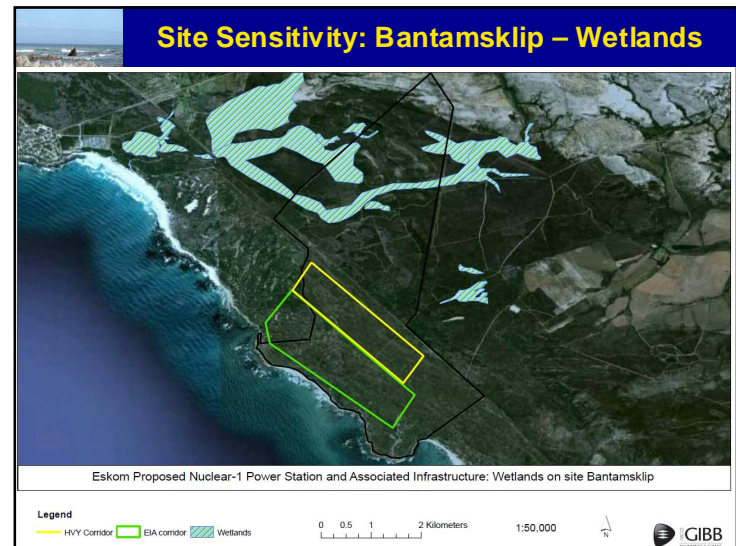 Site Sensitivity: Bantamsklip – Wetlands
Eskom Proposed Nuclear-1 Power Station and Associated Infrastructure: Wetlands on site Bantamsklip
Legend
HVY Corridor EIA corridor Wetlands
0 0.5 1 2 Kilometers
1:50,000
N
GIBB